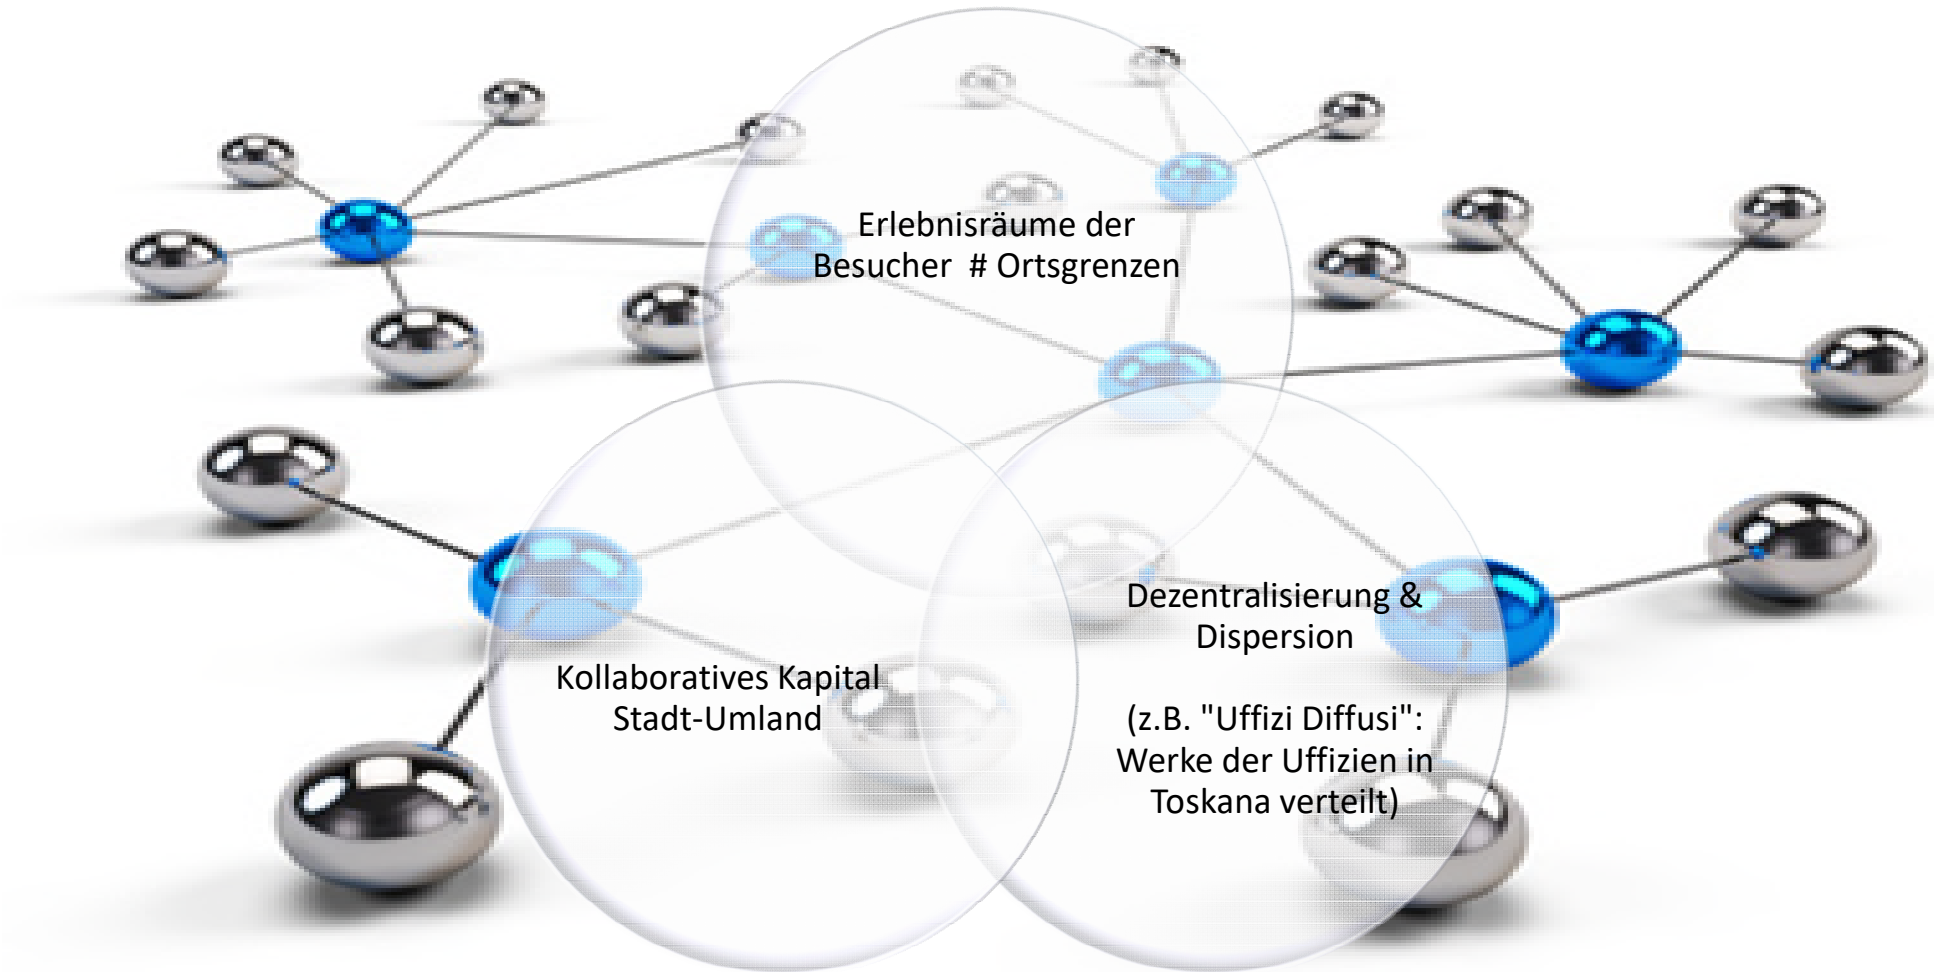 Erlebnisräume der
Besucher  # Ortsgrenzen
Kollaboratives Kapital
Stadt-Umland
Dezentralisierung &
Dispersion
(z.B. "Uffizi Diffusi":
Werke der Uffizien in
Toskana verteilt)